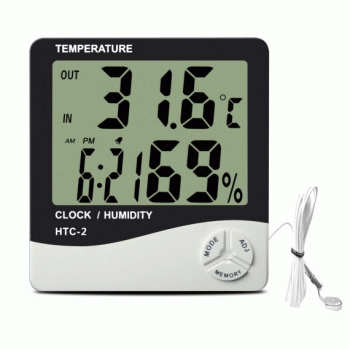 TEMPERATURE
OUT 31.6°C
IN
AM PM
6:21 69%
CLOCK / HUMIDITY
HTC-2
MODE ADJ
MEMORY